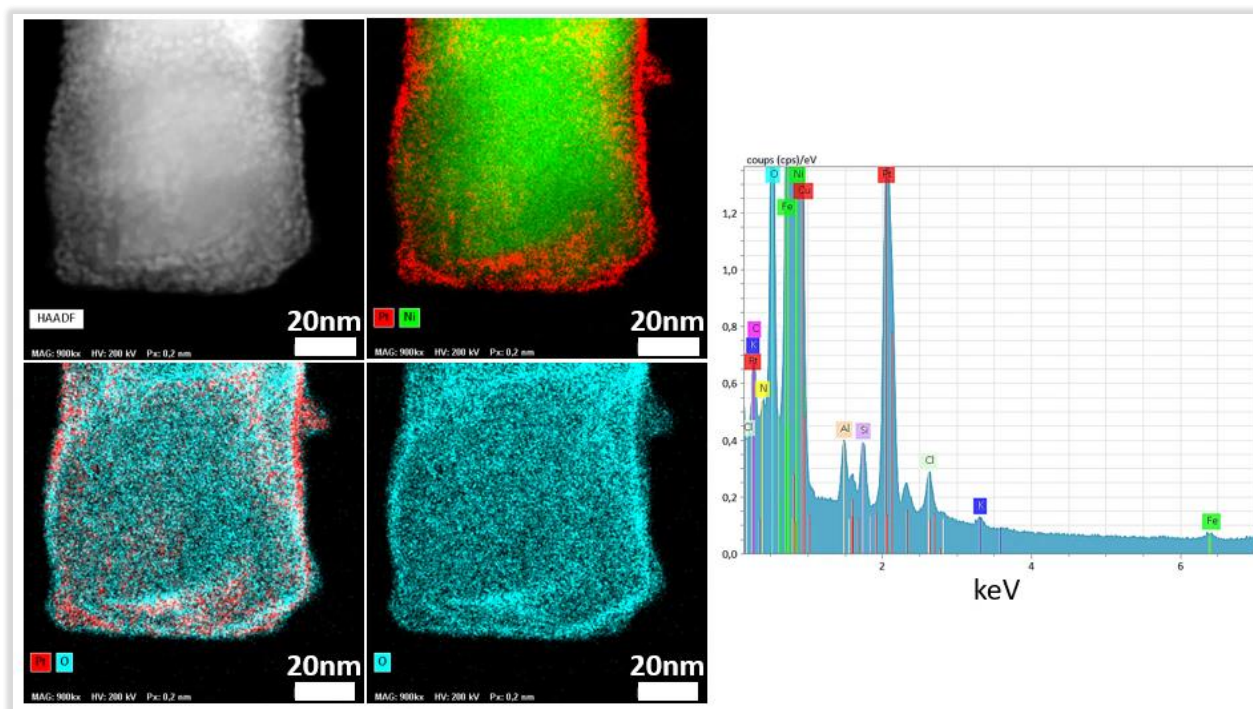 HAADF
20nm
MAG: 900kx HV: 200 kV Px: 0,2 nm
Pt Ni
20nm
MAG: 900kx HV: 200 kV Px: 0,2 nm
Pt O
20nm
MAG: 900kx HV: 200 kV Px: 0,2 nm
O
20nm
MAG: 900kx HV: 200 kV Px: 0,2 nm
coups (cps)/eV
O Ni Pt
Cu
Fe
1,2
1,0
0,8
C
K
Pt
0,6
N
0,4
Cl
Al
Si
Cl
0,2
K
Fe
0,0
2 4 6
keV